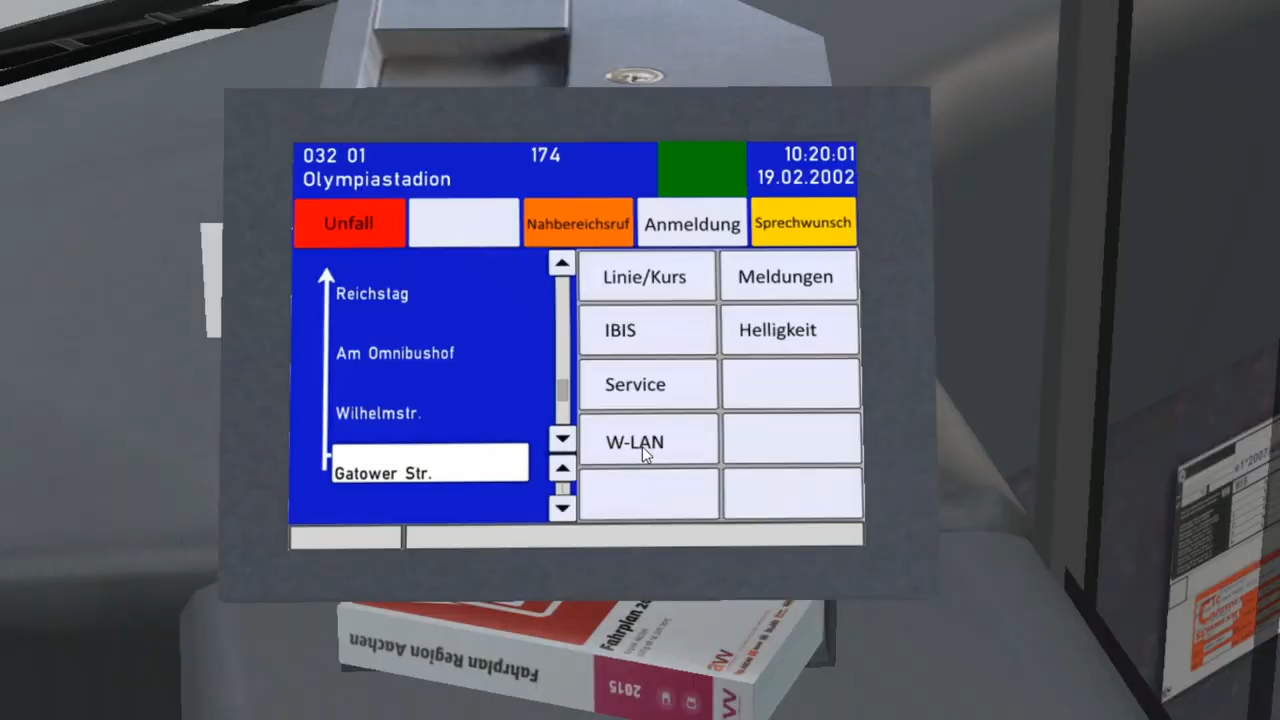 032 01 174 10:20:01
Olympiastadion 19.02.2002
Unfall Nahbereichsruf Anmeldung Sprechwunsch
Linie/Kurs Meldungen
Reichstag
IBIS Helligkeit
Am Omnibushof
Service
Wilhelmstr.
W-LAN
Gatower Str.
Fahrplan 20
Fahrplan Region Aachen
2015